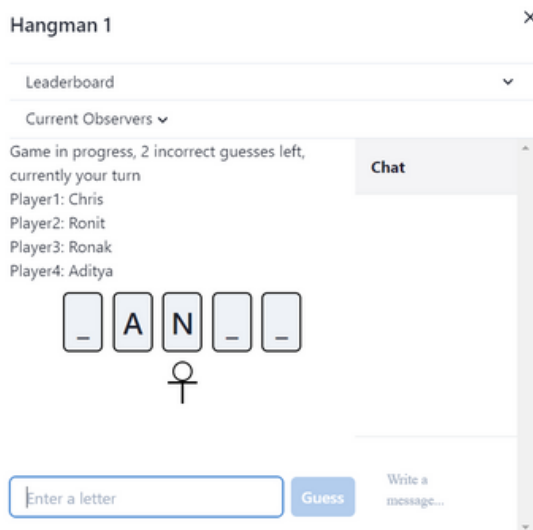 Hangman 1
Leaderboard
Current Observers
Game in progress, 2 incorrect guesses left,
currently your turn
Player1: Chris
Player2: Ronit
Player3: Ronak
Player4: Aditya
_ A N _ _
Enter a letter
Guess
Chat
Write a
message...